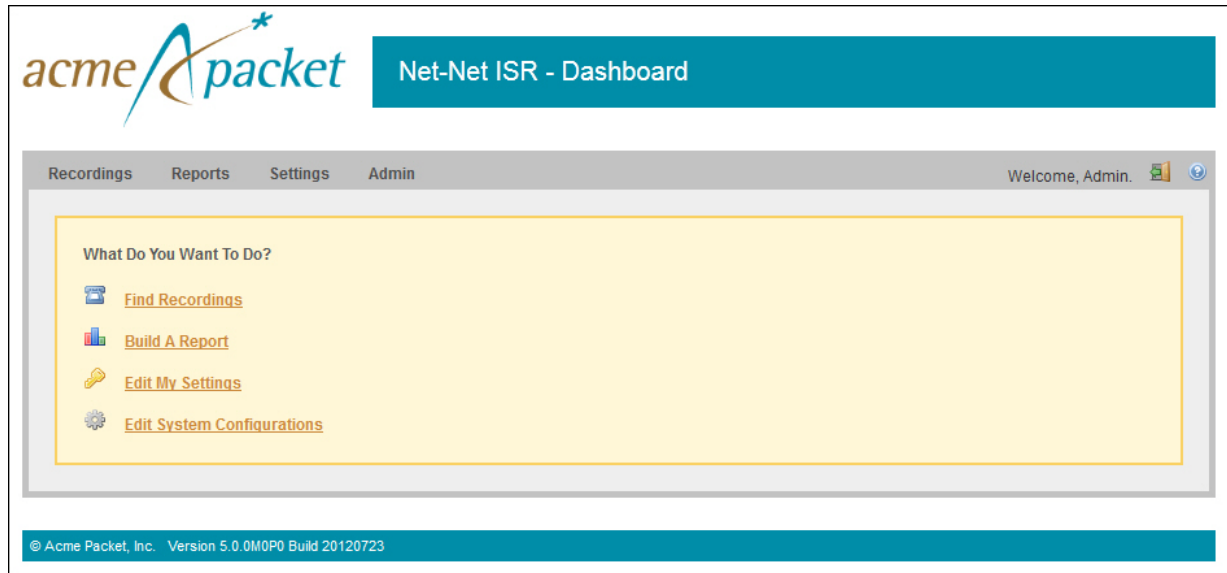 acme packet
Net-Net ISR - Dashboard
Recordings Reports Settings Admin Welcome, Admin.
What Do You Want To Do?
Find Recordings
Build A Report
Edit My Settings
Edit System Configurations
© Acme Packet, Inc. Version 5.0.0M0P0 Build 20120723